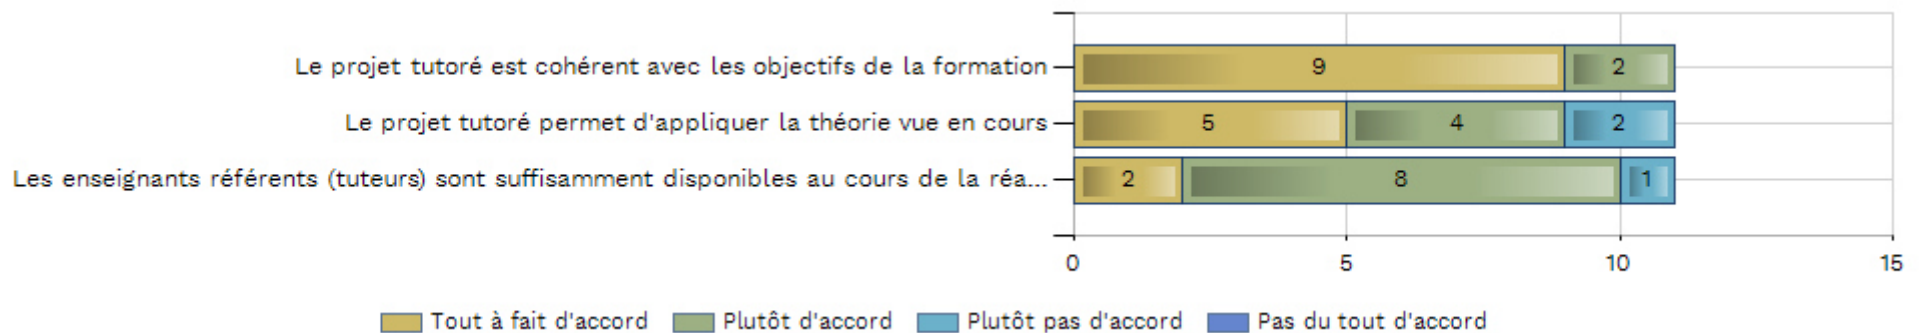 Le projet tutoré est cohérent avec les objectifs de la formation
9 2
Le projet tutoré permet d'appliquer la théorie vue en cours
5 4 2
Les enseignants référents (tuteurs) sont suffisamment disponibles au cours de la réa...
2 8 1
0 5 10 15
Tout à fait d'accord Plutôt d'accord Plutôt pas d'accord Pas du tout d'accord